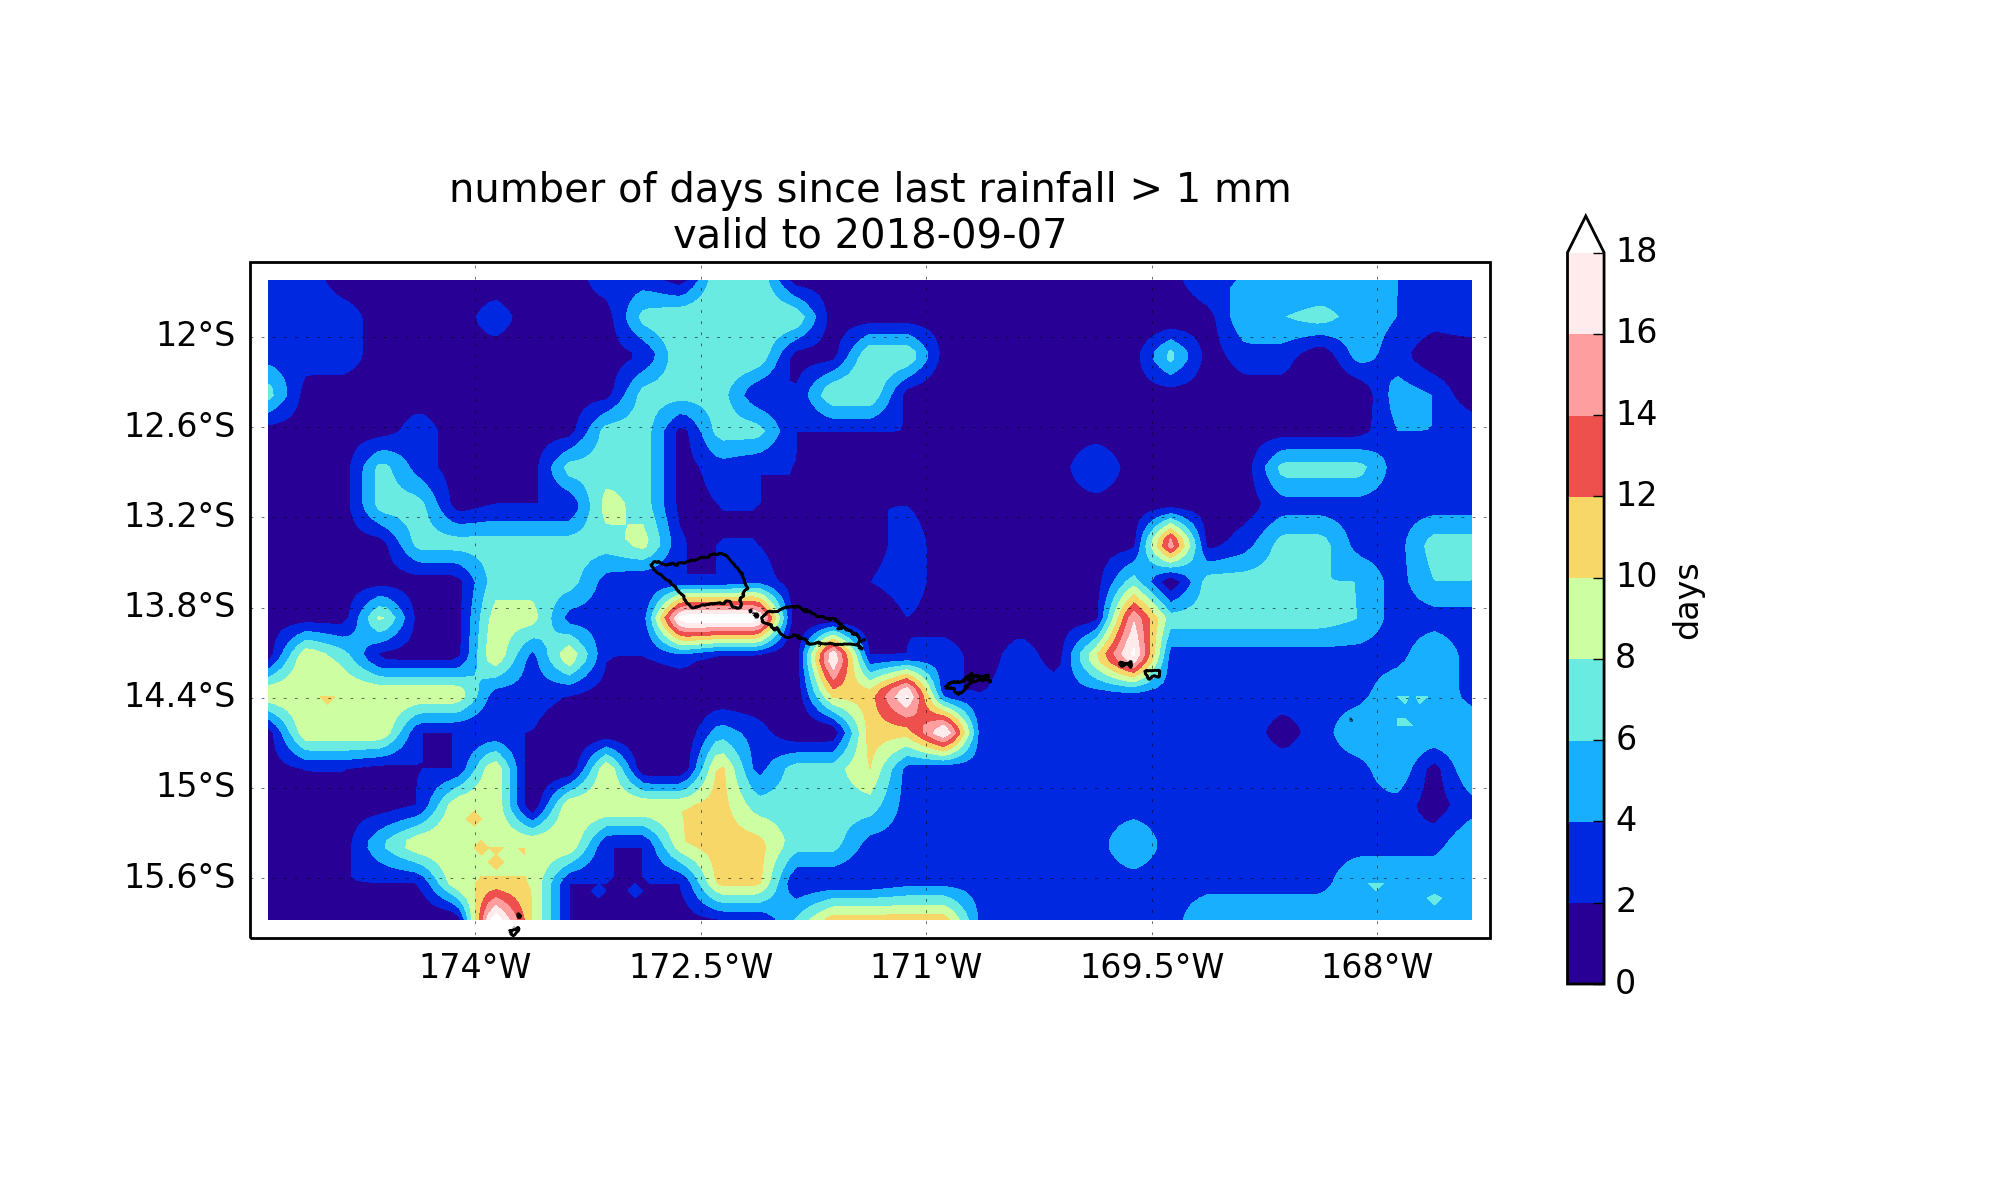 number of days since last rainfall > 1 mm
valid to 2018-09-07
12°S
12.6°S
13.2°S
13.8°S
14.4°S
15°S
15.6°S
174°W 172.5°W 171°W 169.5°W 168°W
18
16
14
12
10
8
6
4
2
0
days